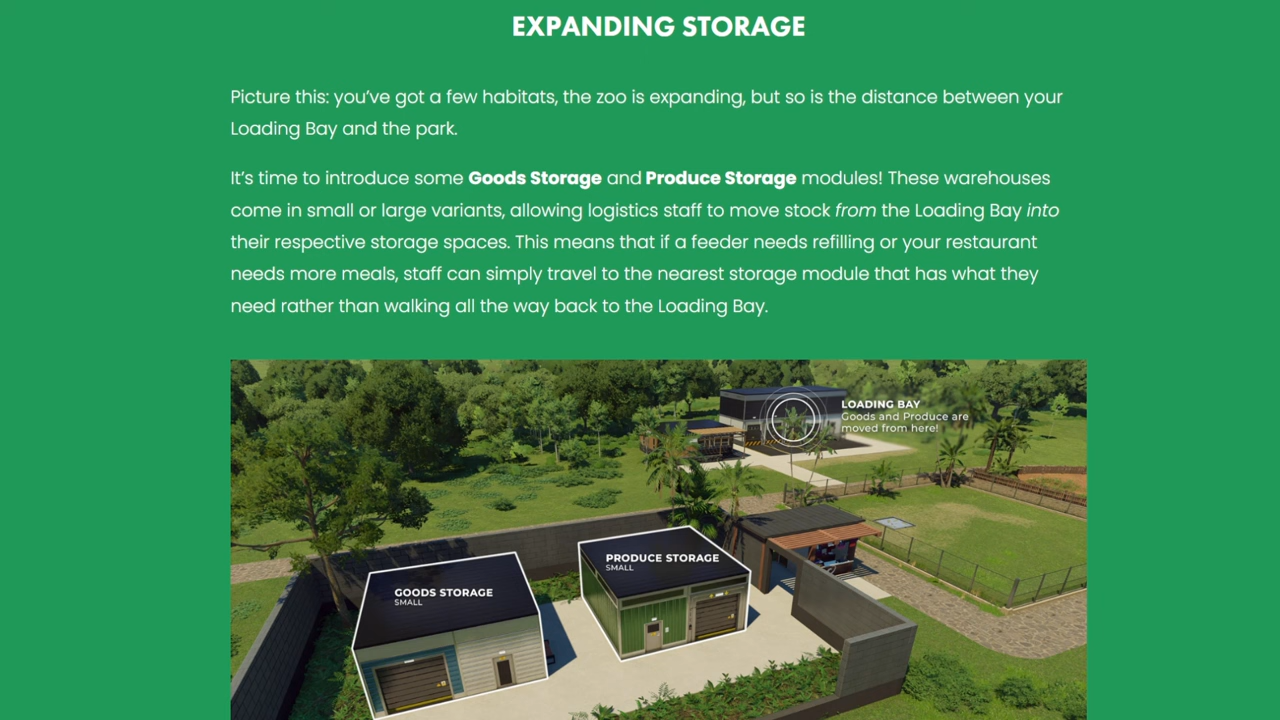 EXPANDING STORAGE
Picture this: you've got a few habitats, the zoo is expanding, but so is the distance between your
Loading Bay and the park.
It's time to introduce some Goods Storage and Produce Storage modules! These warehouses
come in small or large variants, allowing logistics staff to move stock from the Loading Bay into
their respective storage spaces. This means that if a feeder needs refilling or your restaurant
needs more meals, staff can simply travel to the nearest storage module that has what they
need rather than walking all the way back to the Loading Bay.
LOADING BAY
Goods and Produce are
moved from here!
PRODUCE STORAGE
SMALL
GOODS STORAGE
SMALL